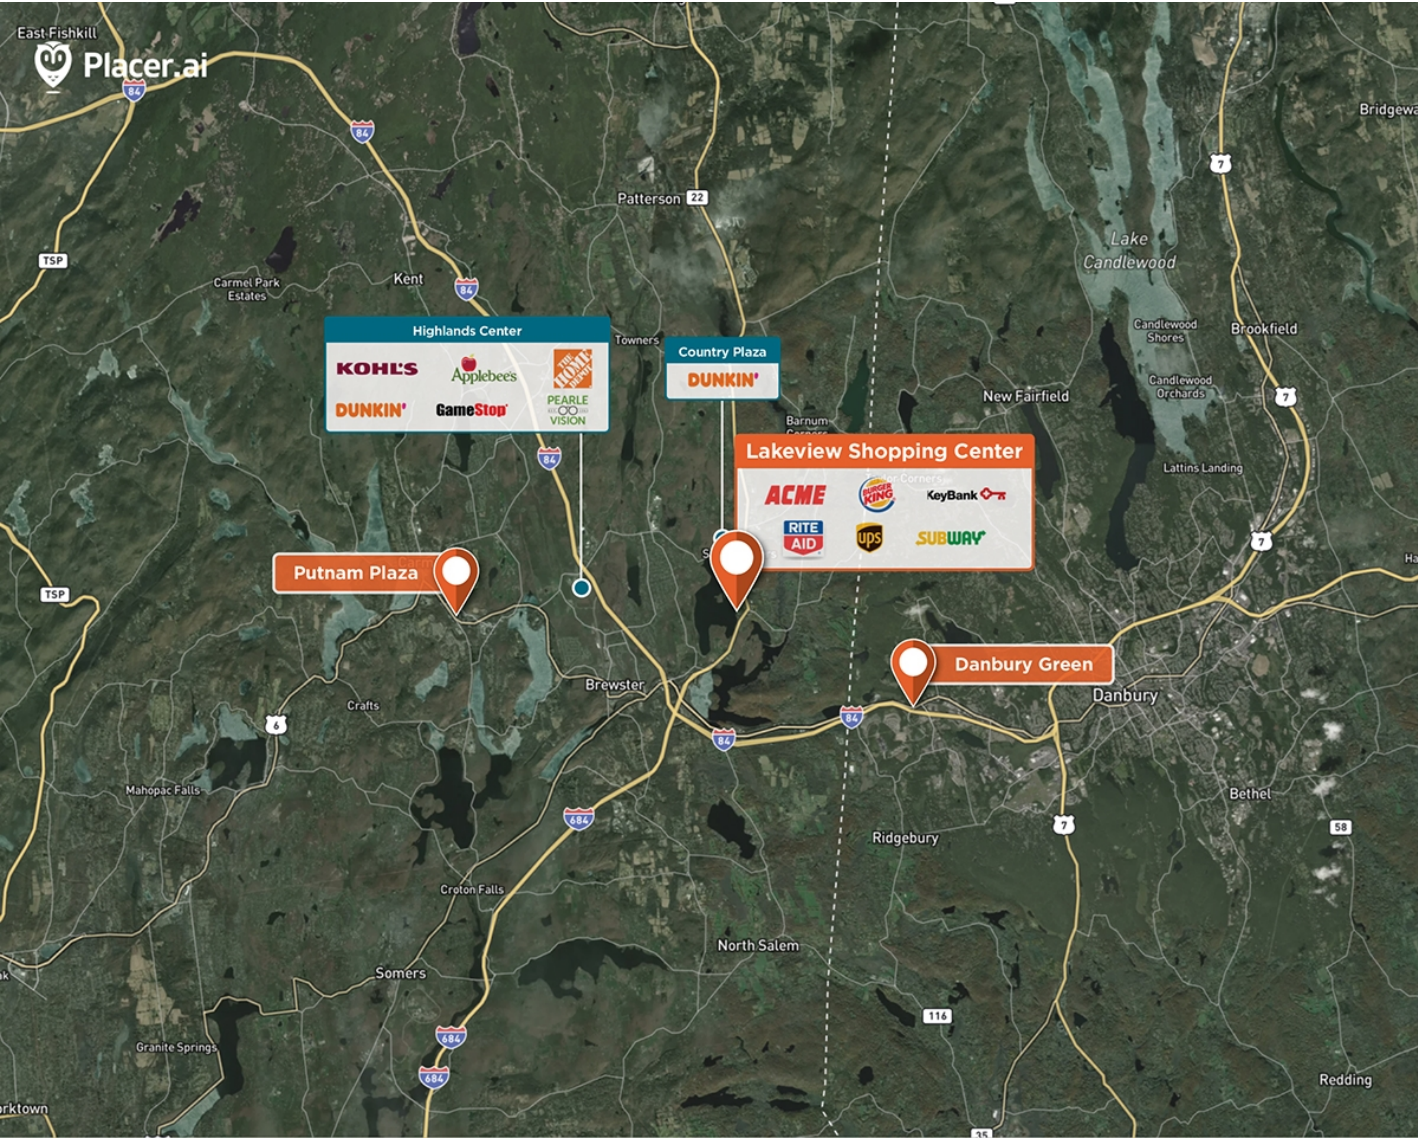 East Fishkill
Placer.ai
84
84
22
Patterson
7
Bridgewa
TSP
Lake
Candlewood
Carmel Park
Estates
Kent
84
Highlands Center
KOHL'S
Applebee's
THE HOME DEPOT
DUNKIN'
GameStop
PEARLE
VISION
Towners
Country Plaza
DUNKIN'
Candlewood
Shores
Brookfield
Candlewood
Orchards
7
New Fairfield
Barnum
Corners
84
Lakeview Shopping Center
ACME
BURGER
KING
KeyBank
RITE
AID
ups
SUBWAY
Lattins Landing
7
Putnam Plaza
TSP
Danbury Green
Brewster
Danbury
Crafts
6
84
84
Mahopac Falls
684
Bethel
7
58
Ridgebury
Croton Falls
North Salem
Somers
116
684
Granite Springs
684
Redding
rktown
35